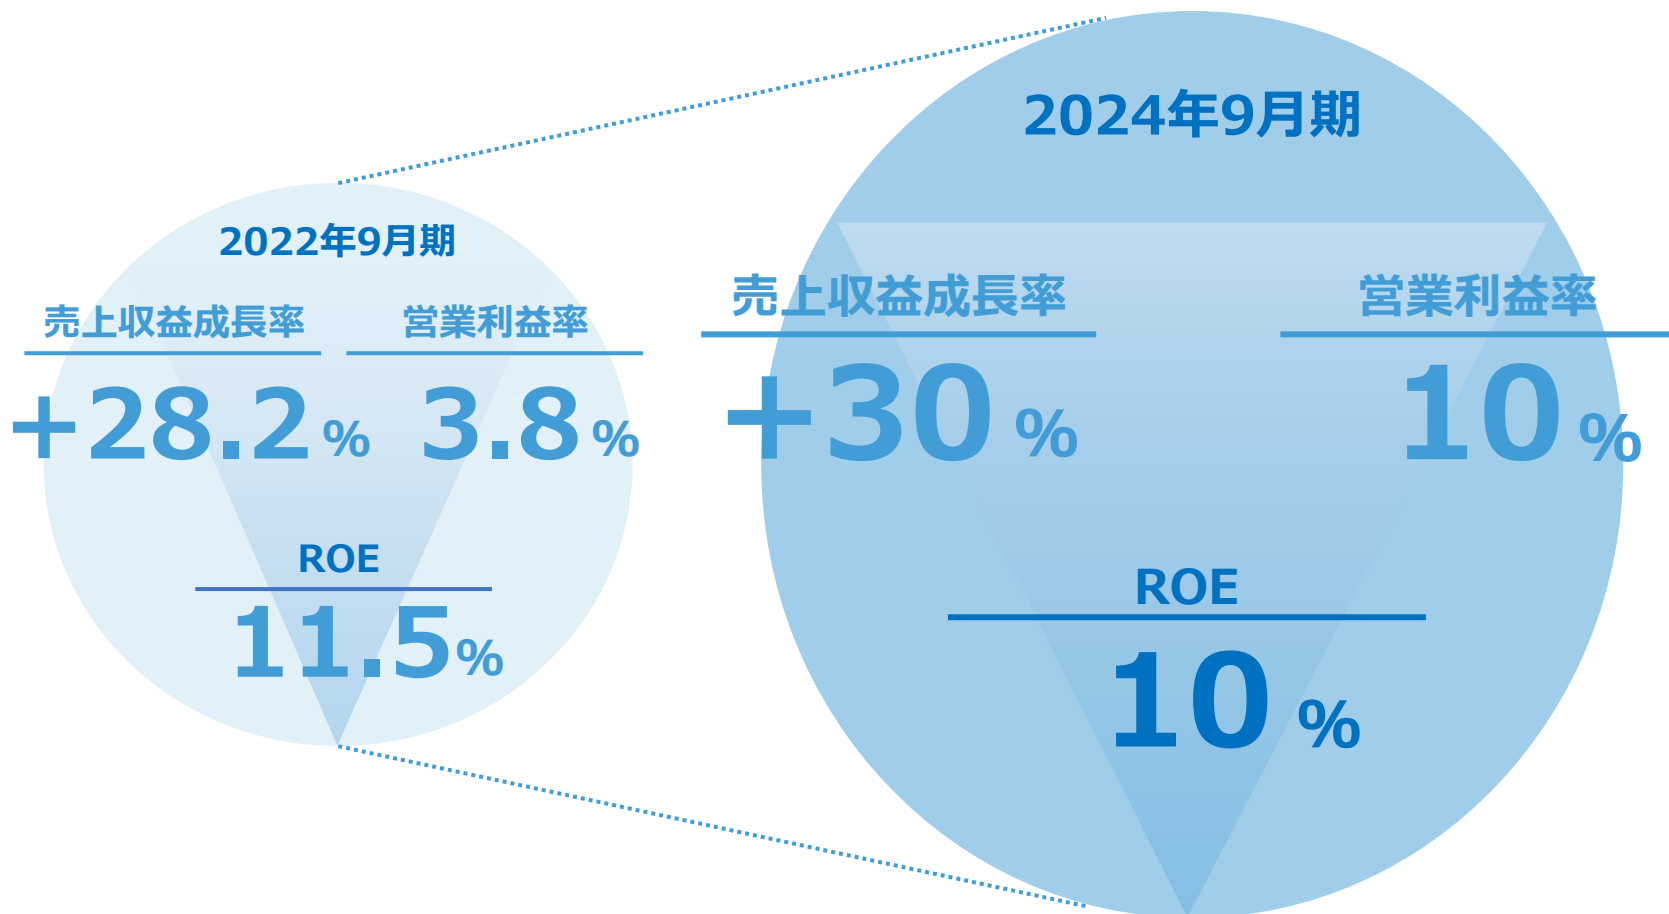 2022年9月期
売上収益成長率
+28.2%
営業利益率
3.8%
ROE
11.5%
2024年9月期
売上収益成長率
+30%
営業利益率
10%
ROE
10%